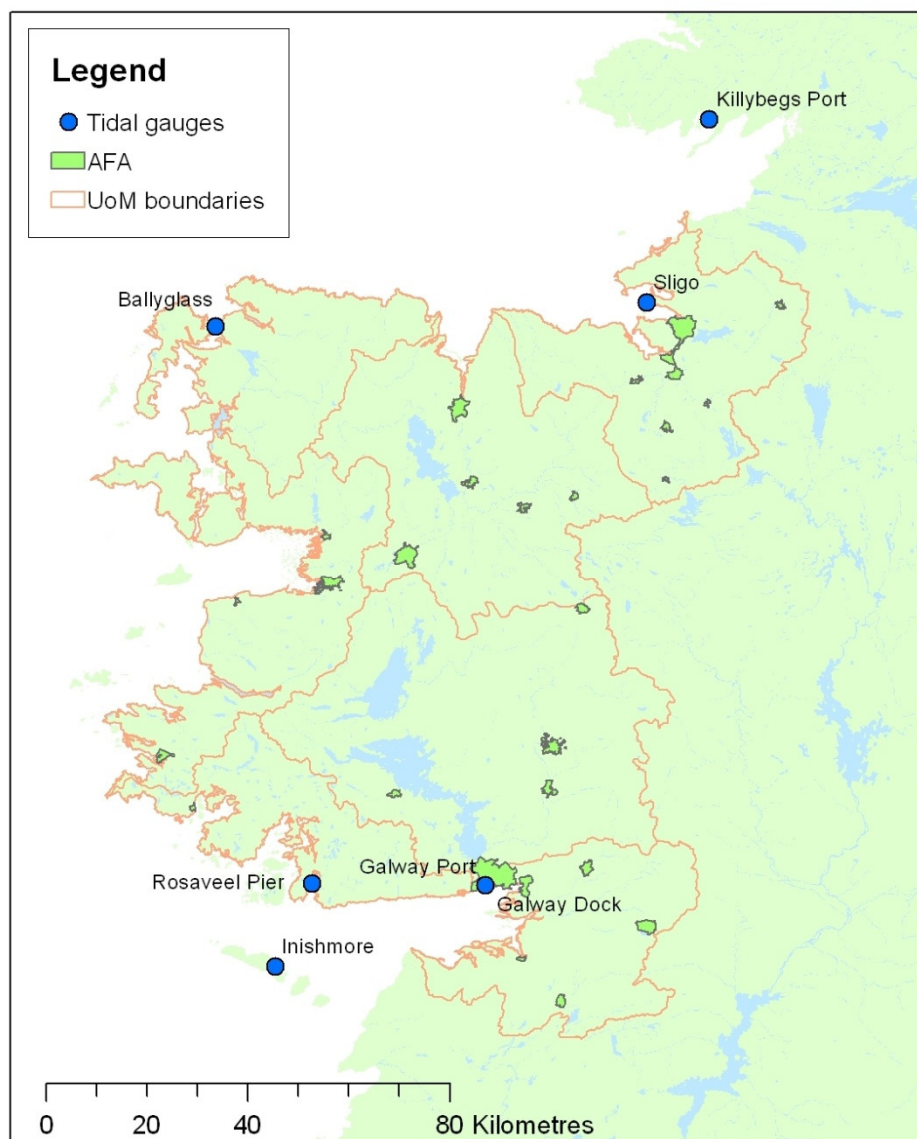 Legend
Tidal gauges
AFA
UoM boundaries
Killybegs Port
Sligo
Ballyglass
Galway Port
Rosaveel Pier
Galway Dock
Inishmore
0 20 40 80 Kilometres